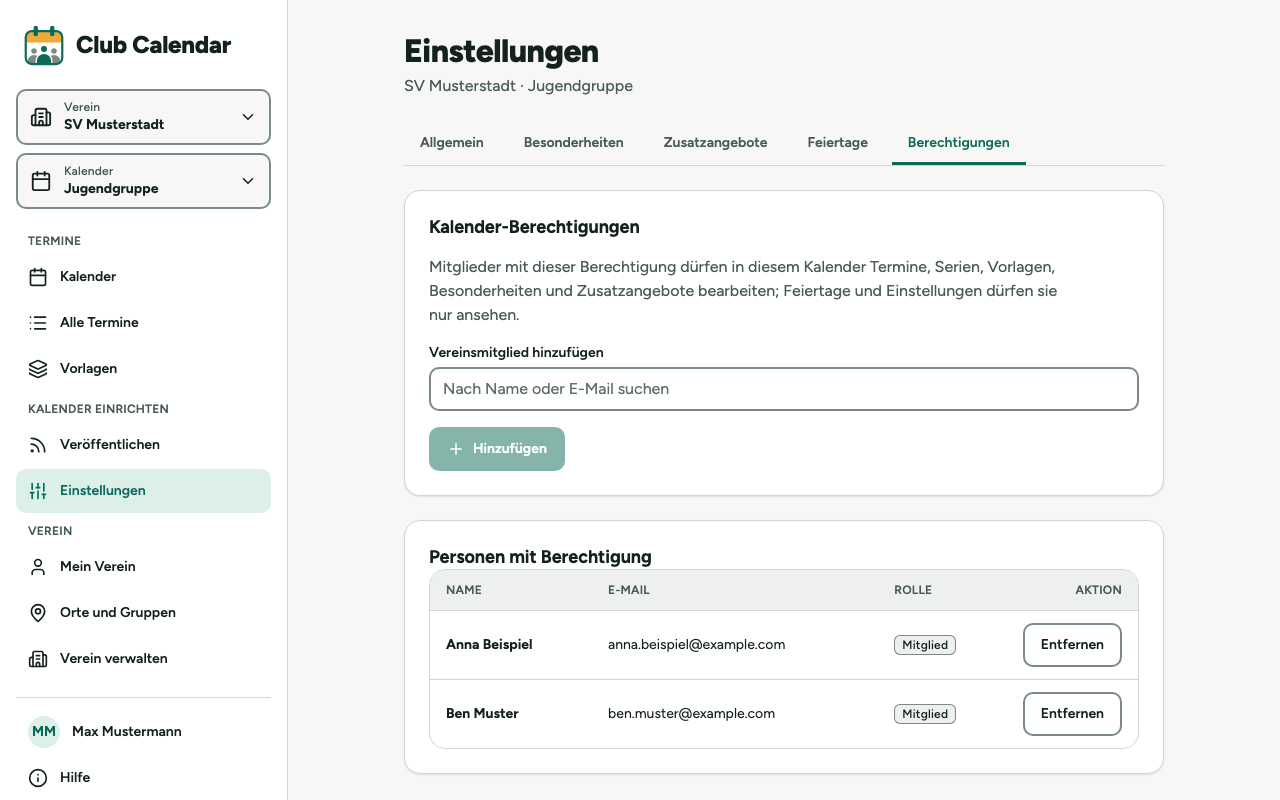 Club Calendar
Verein
SV Musterstadt
Kalender
Jugendgruppe
TERMINE
Kalender
Alle Termine
Vorlagen
KALENDER EINRICHTEN
Veröffentlichen
Einstellungen
VEREIN
Mein Verein
Orte und Gruppen
Verein verwalten
MM Max Mustermann
Hilfe
Einstellungen
SV Musterstadt · Jugendgruppe
Allgemein Besonderheiten Zusatzangebote Feiertage Berechtigungen
Kalender-Berechtigungen
Mitglieder mit dieser Berechtigung dürfen in diesem Kalender Termine, Serien, Vorlagen,
Besonderheiten und Zusatzangebote bearbeiten; Feiertage und Einstellungen dürfen sie
nur ansehen.
Vereinsmitglied hinzufügen
Nach Name oder E-Mail suchen
Hinzufügen
Personen mit Berechtigung
NAME E-MAIL ROLLE AKTION
Anna Beispiel anna.beispiel@example.com Mitglied Entfernen
Ben Muster ben.muster@example.com Mitglied Entfernen